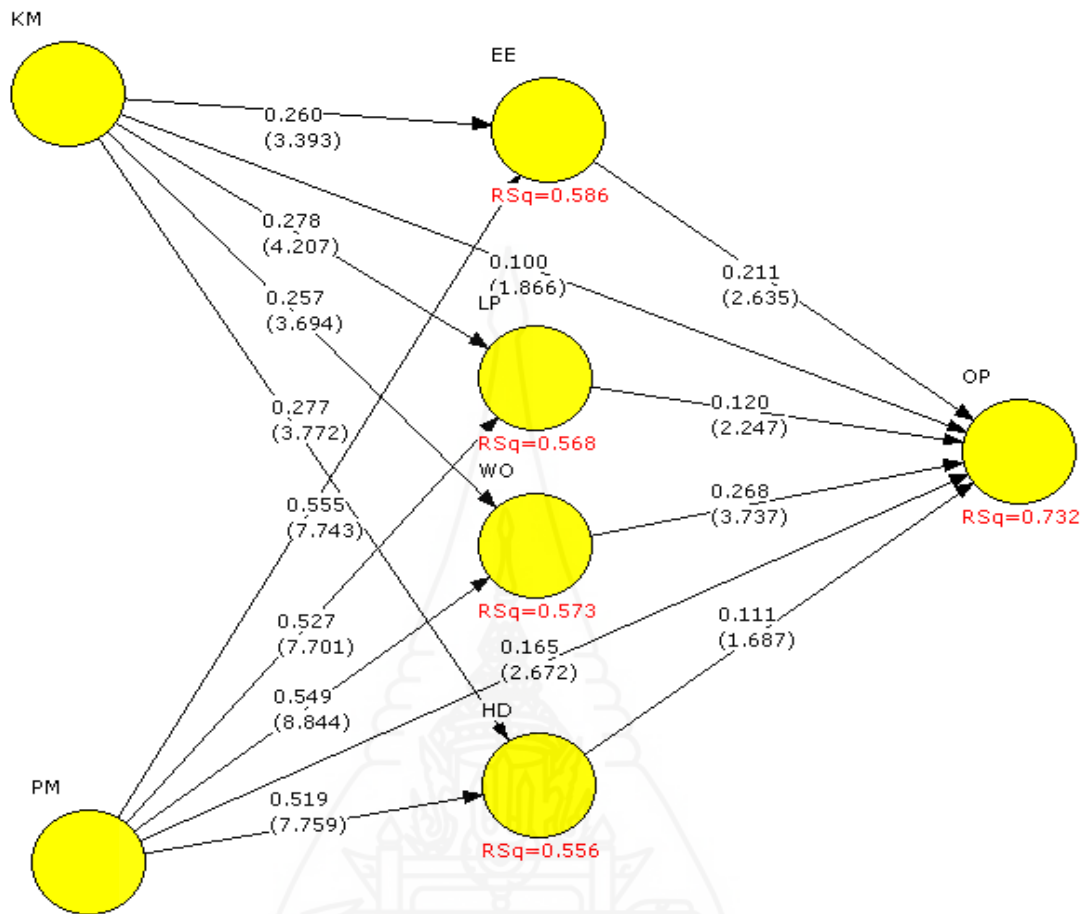 KM
EE
0.260
(3.393)
RSq=0.586
0.278
(4.207)
0.100
(1.866)
0.211
(2.635)
0.257
(3.694)
LP
OP
0.277
(3.772)
0.120
(2.247)
RSq=0.568
WO
0.555
(7.743)
0.268
(3.737)
RSq=0.732
RSq=0.573
0.527
(7.701)
0.165
(2.672)
0.111
(1.687)
0.549
(8.844)
HD
PM
0.519
(7.759)
RSq=0.556